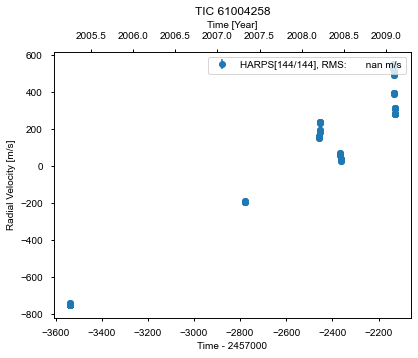 TIC 61004258
Time [Year]
2005.5 2006.0 2006.5 2007.0 2007.5 2008.0 2008.5 2009.0
HARPS[144/144], RMS: nan m/s
600
400
200
0
−200
−400
−600
−800
Radial Velocity [m/s]
−3600 −3400 −3200 −3000 −2800 −2600 −2400 −2200
Time - 2457000